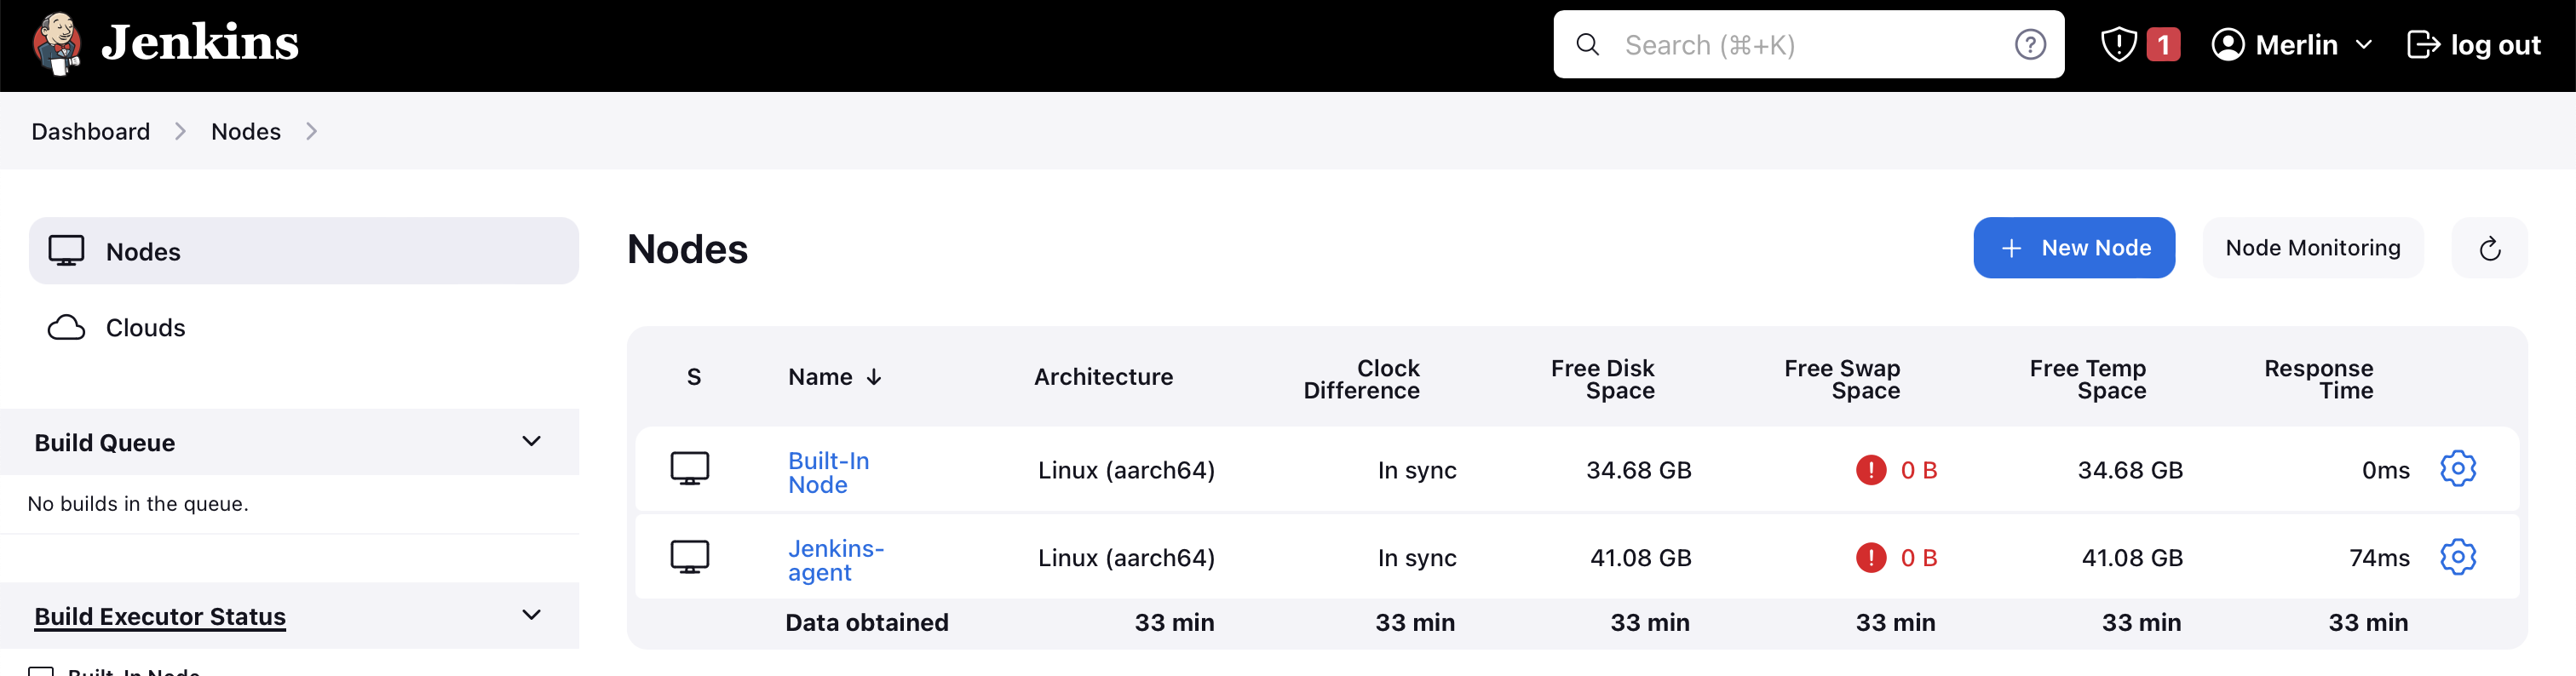 Jenkins
Search (⌘+K)
1
Merlin
log out
Dashboard
Nodes
Nodes
Clouds
Build Queue
No builds in the queue.
Build Executor Status
Built-In Node
Nodes
New Node
Node Monitoring
S Name ↓ Architecture Clock Difference Free Disk Space Free Swap Space Free Temp Space Response Time
Built-In Node Linux (aarch64) In sync 34.68 GB 0 B 34.68 GB 0ms
Jenkins-agent Linux (aarch64) In sync 41.08 GB 0 B 41.08 GB 74ms
Data obtained 33 min 33 min 33 min 33 min 33 min 33 min